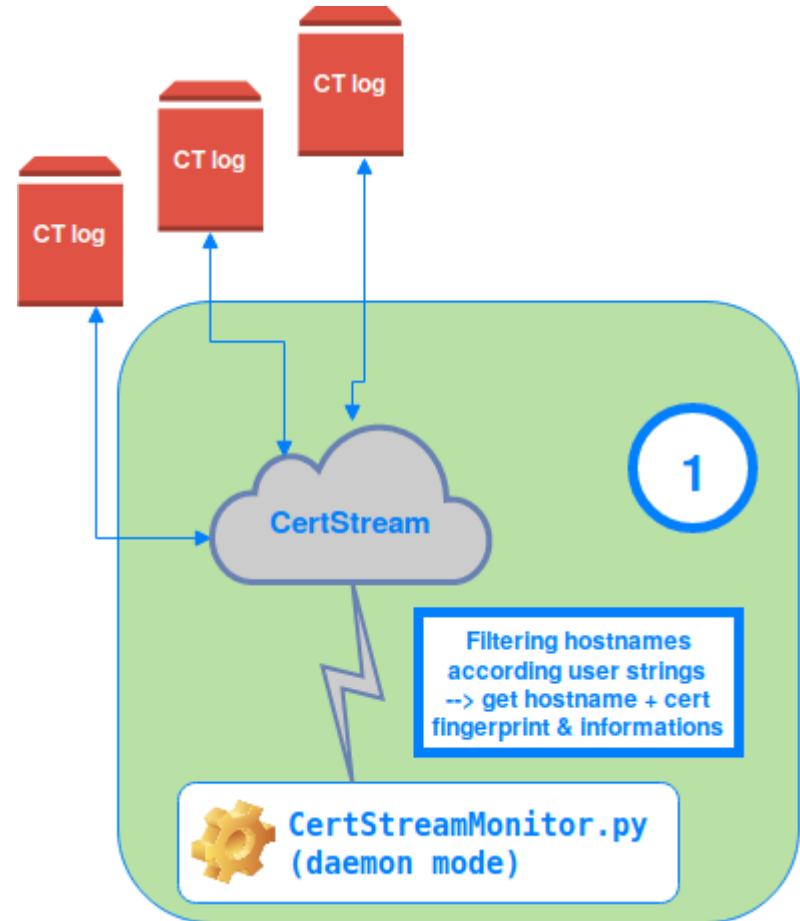 CT log
CT log
CT log
1
CertStream
Filtering hostnames
according user strings
--> get hostname + cert
fingerprint & informations
CertStreamMonitor.py
(daemon mode)